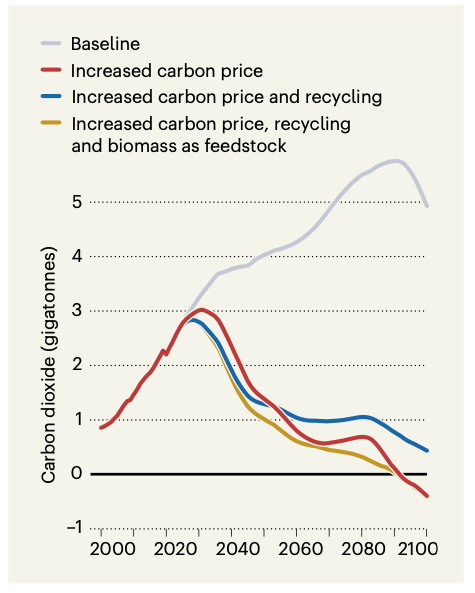 Baseline
Increased carbon price
Increased carbon price and recycling
Increased carbon price, recycling
and biomass as feedstock
Carbon dioxide (gigatonnes)
5
4
3
2
1
0
–1
2000 2020 2040 2060 2080 2100